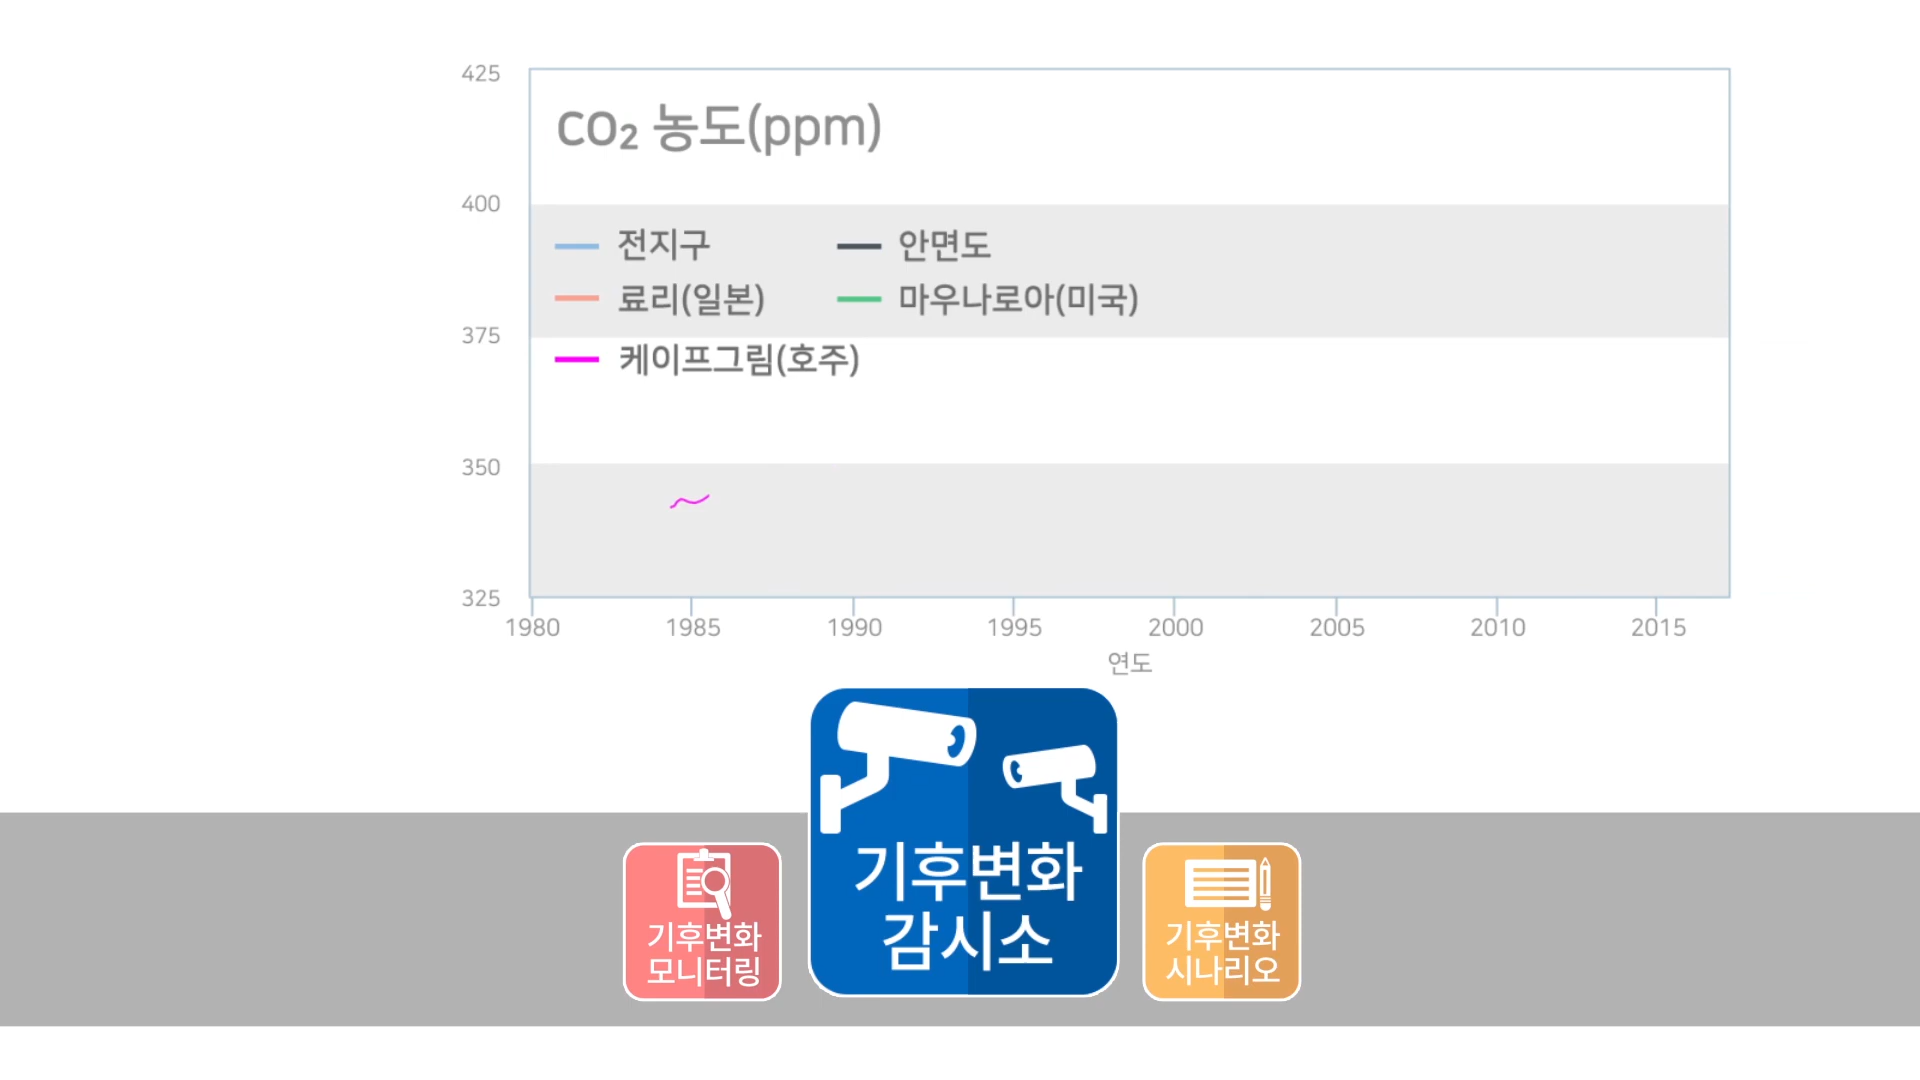 425
CO₂ 농도(ppm)
400
전지구
안면도
료리(일본)
마우나로아(미국)
375
케이프그림(호주)
350
325
1980 1985 1990 1995 2000 2005 2010 2015
연도
기후변화
감시소
기후변화
모니터링
기후변화
시나리오